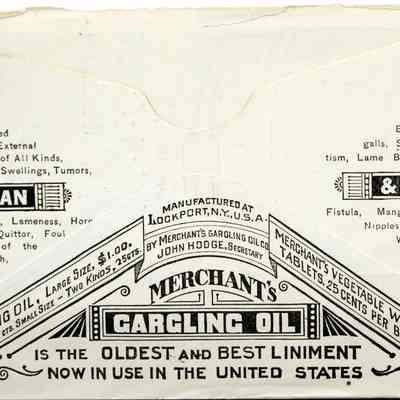 ed
External
of All Kinds,
Swellings, Tumors,
AN
, Lameness, Hor
Quittor, Foul
of the
h,
E
galls, S
tism, Lame B
&
Fistula, Mang
Nipples
W
MANUFACTURED AT
LOCKPORT, N.Y., U.S.A.
BY MERCHANT'S GARGLING OIL CO.
JOHN HODGE, SECRETARY
NG OIL, LARGE SIZE, $1.00,
CTS. SMALL SIZE - TWO KINDS, 25CTS.
MERCHANT'S VEGETABLE W
TABLETS, 25 CENTS PER B
MERCHANT'S
GARGLING OIL
IS THE OLDEST AND BEST LINIMENT
NOW IN USE IN THE UNITED STATES